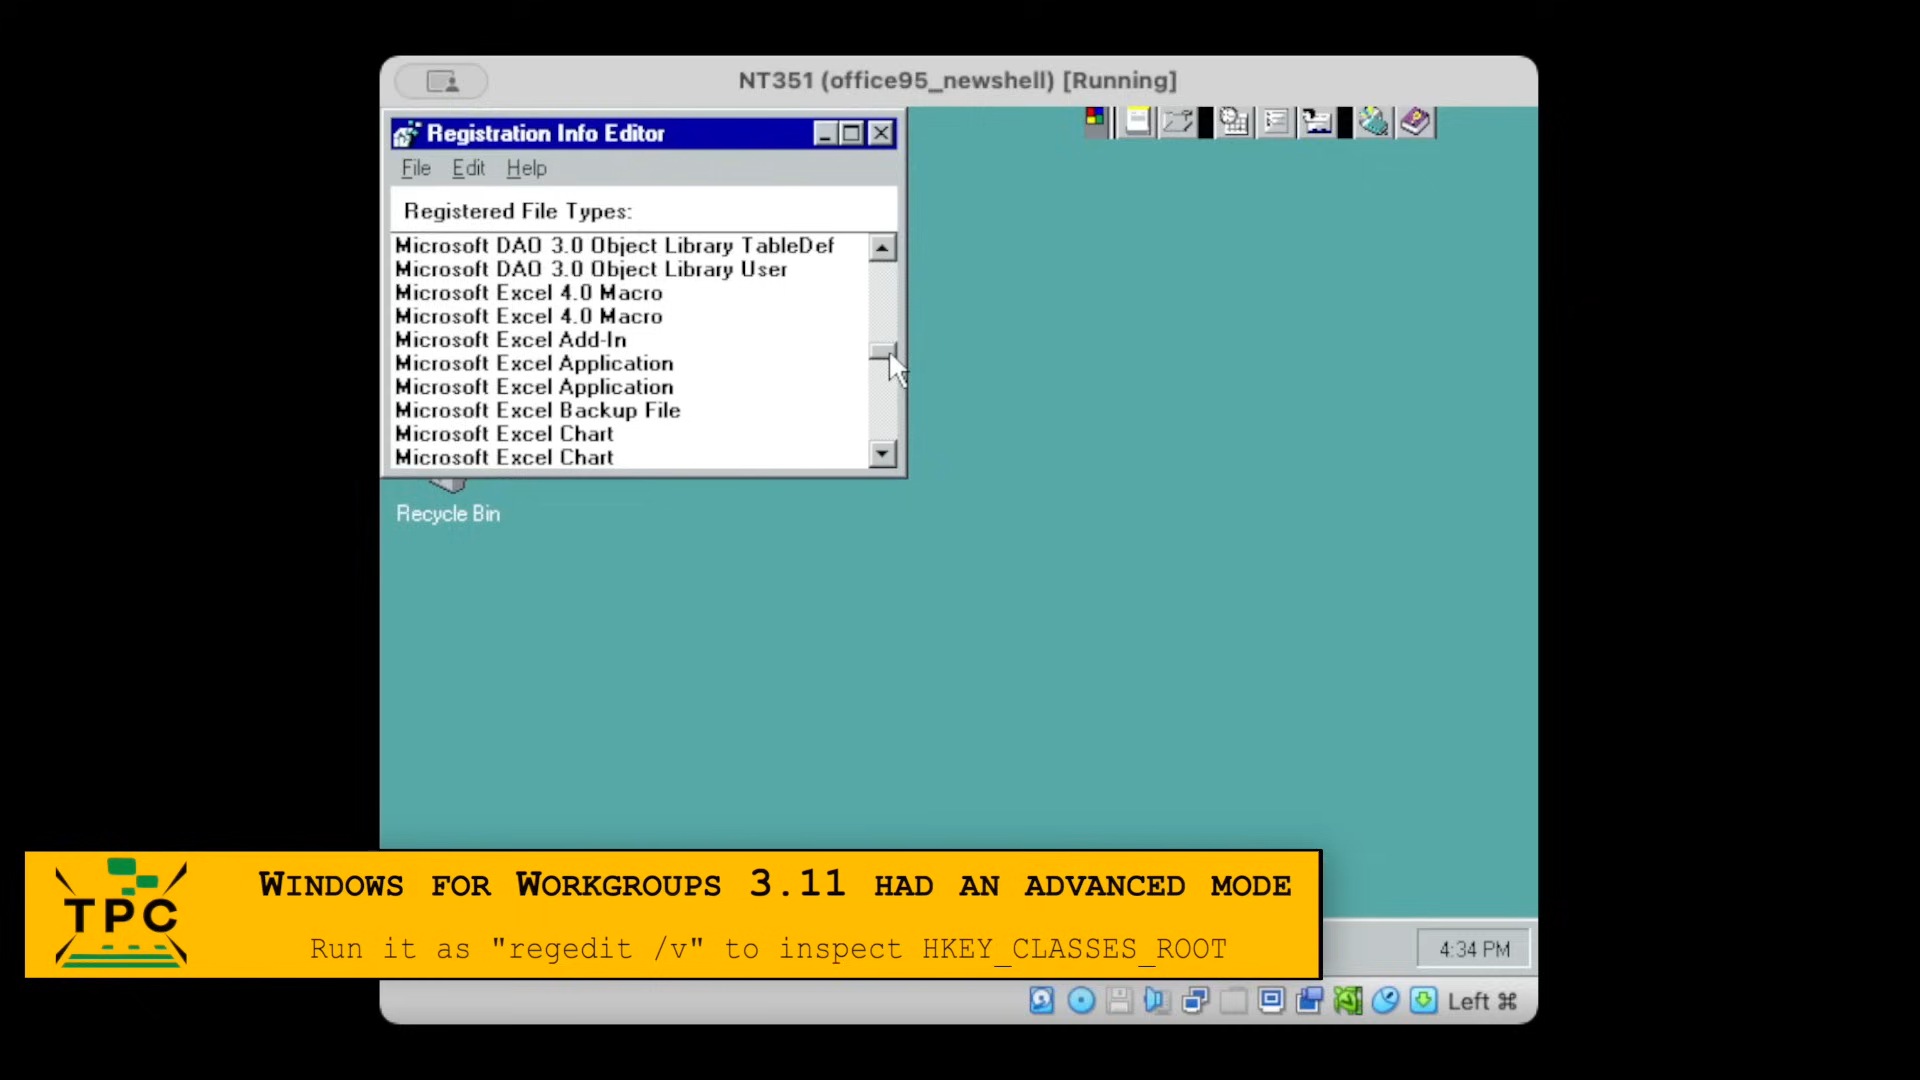 NT351 (office95_newshell) [Running]
Registration Info Editor
File Edit Help
Registered File Types:
Microsoft DAO 3.0 Object Library TableDef
Microsoft DAO 3.0 Object Library User
Microsoft Excel 4.0 Macro
Microsoft Excel 4.0 Macro
Microsoft Excel Add-In
Microsoft Excel Application
Microsoft Excel Application
Microsoft Excel Backup File
Microsoft Excel Chart
Microsoft Excel Chart
Recycle Bin
TPC
WINDOWS FOR WORKGROUPS 3.11 HAD AN ADVANCED MODE
Run it as "regedit /v" to inspect HKEY_CLASSES_ROOT
4:34 PM
Left ⌘